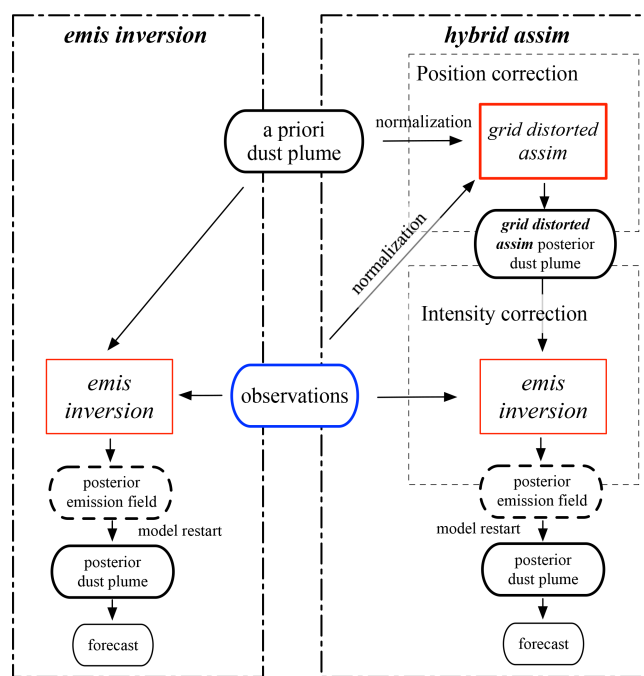 emis inversion
hybrid assim
Position correction
a priori
dust plume
normalization
grid distorted
assim
normalization
grid distorted
assim posterior
dust plume
Intensity correction
emis
inversion
observations
emis
inversion
posterior
emission field
model restart
posterior
dust plume
forecast
posterior
emission field
model restart
posterior
dust plume
forecast